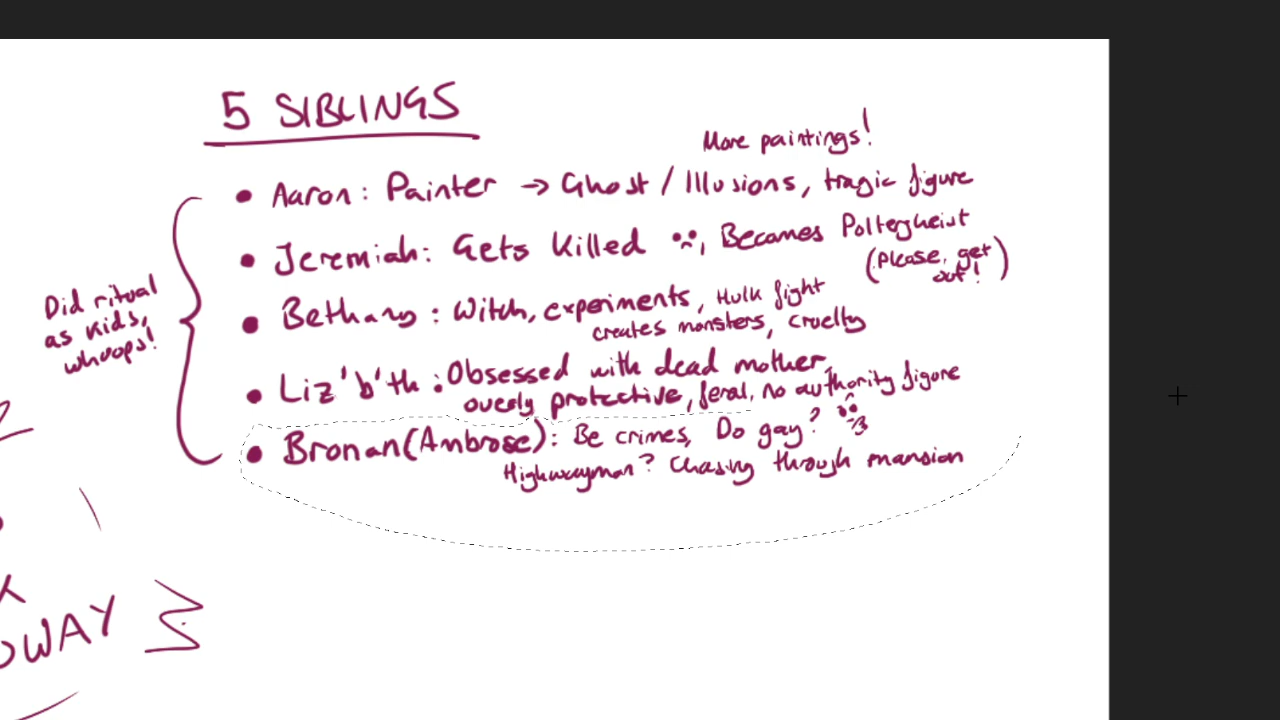 5 SIBLINGS
More paintings!
• Aaron: Painter → Ghost / Illusions, tragic figure
• Jeremiah: Gets killed :(, Becomes Poltergheist
(Please, get out!)
• Bethany: Witch, experiments, Hulk fight
creates monsters, cruelty
• Liz'b'th: Obsessed with dead mother,
overly protective, feral, no authority figure
• Bronan(Ambrose): Be crimes, Do gay?
Highwayman? Chasing through mansion
Did ritual
as kids,
whoops!
OWAY